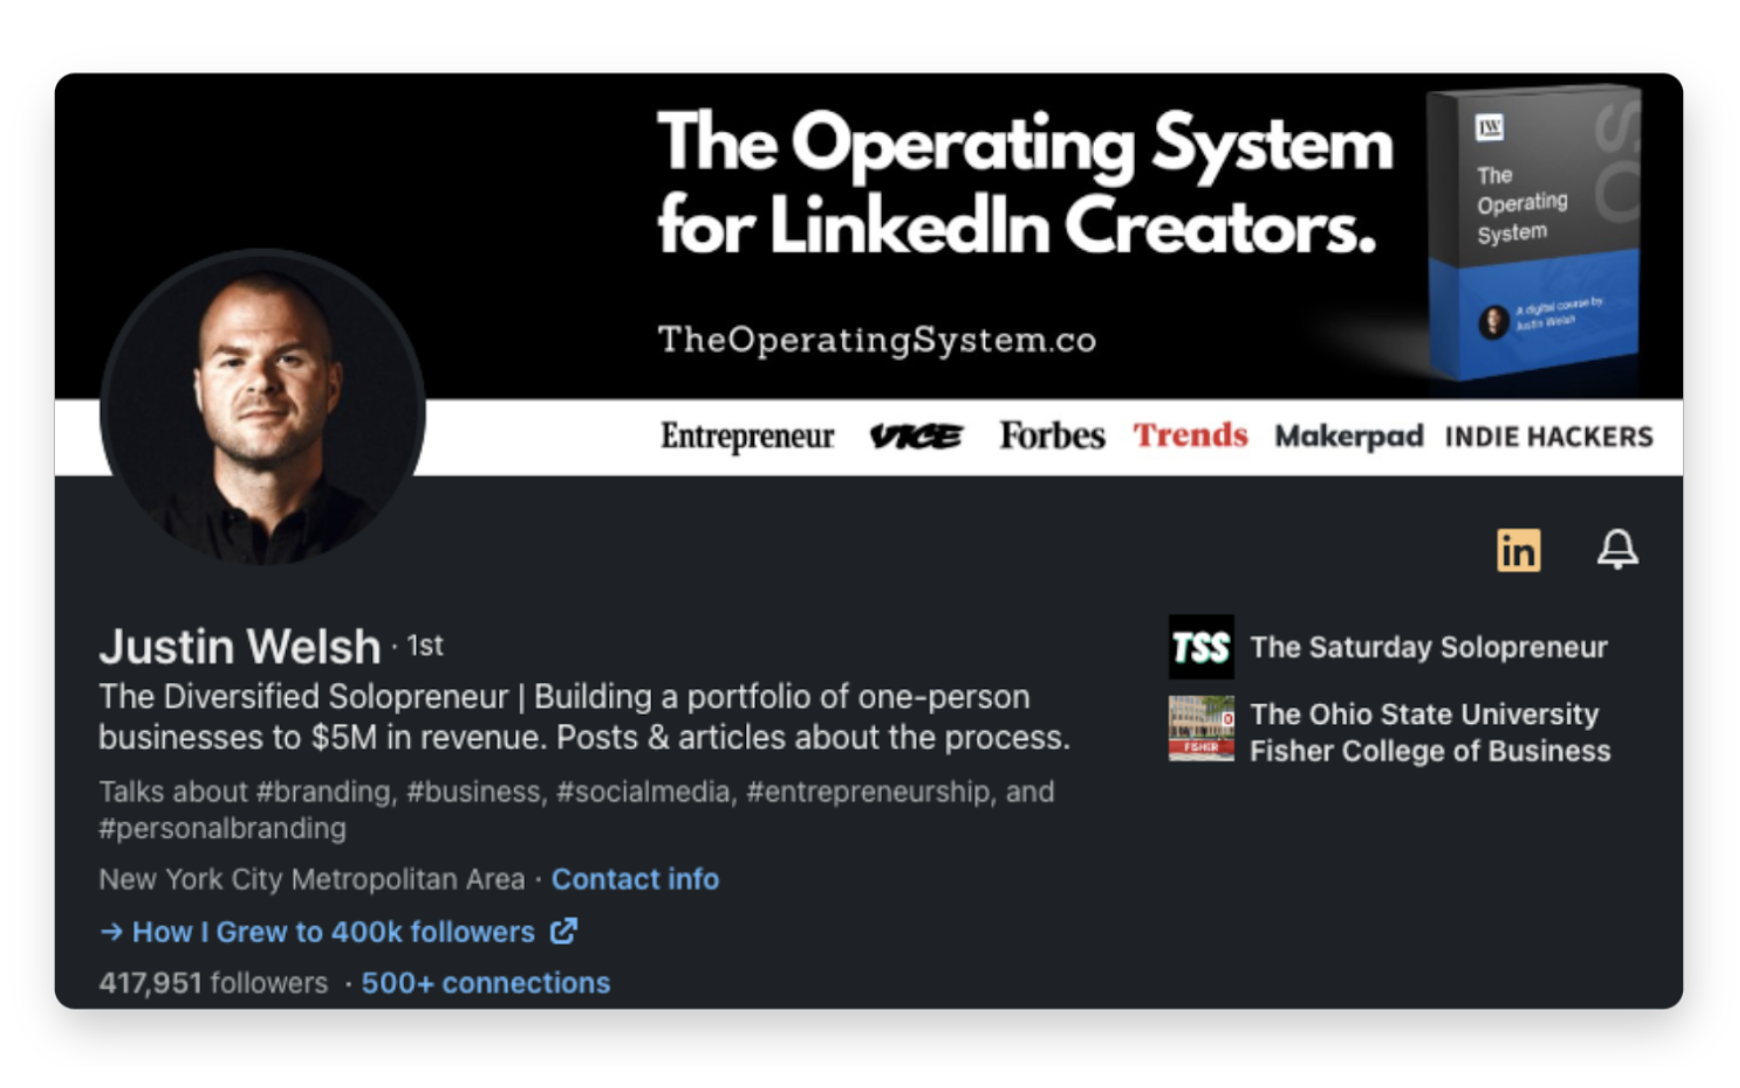 The Operating System
for LinkedIn Creators.
TheOperatingSystem.co
JW
OS
The
Operating
System
A digital course by
Justin Welsh
Entrepreneur VICE Forbes Trends Makerpad INDIE HACKERS
in
Justin Welsh · 1st
The Diversified Solopreneur | Building a portfolio of one-person
businesses to $5M in revenue. Posts & articles about the process.
Talks about #branding, #business, #socialmedia, #entrepreneurship, and
#personalbranding
New York City Metropolitan Area · Contact info
→ How I Grew to 400k followers
417,951 followers · 500+ connections
TSS The Saturday Solopreneur
FISHER
The Ohio State University
Fisher College of Business